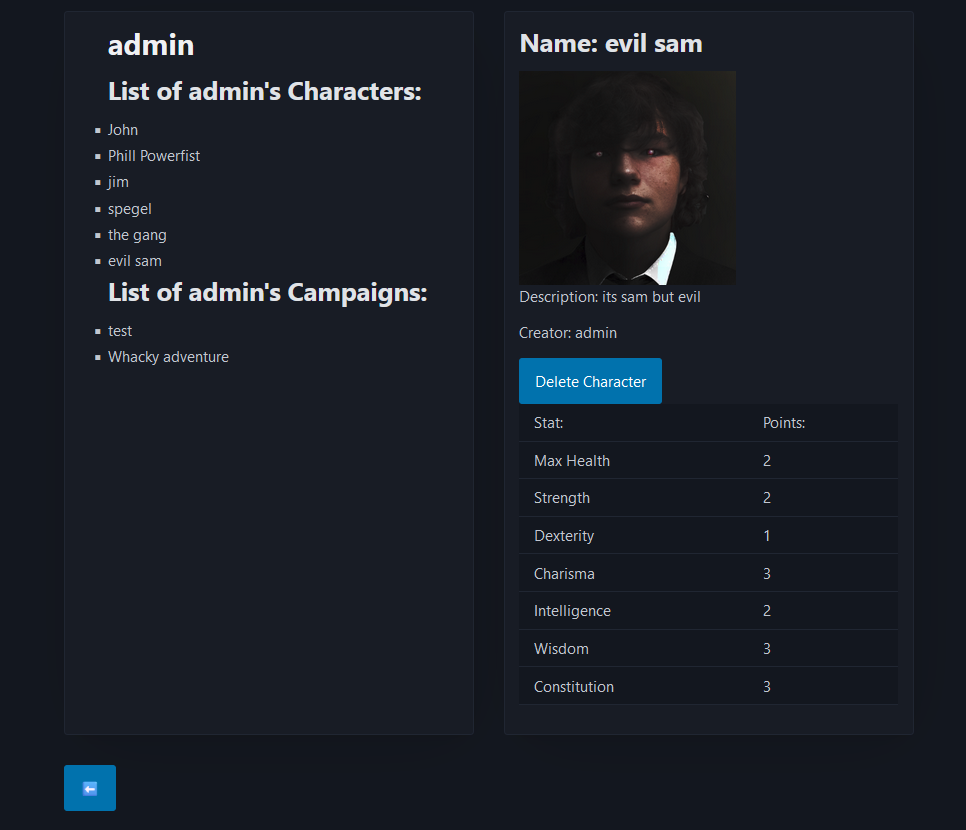 admin
List of admin's Characters:
John
Phill Powerfist
jim
spegel
the gang
evil sam
List of admin's Campaigns:
test
Whacky adventure
Name: evil sam
Description: its sam but evil
Creator: admin
Delete Character
Stat: Points:
Max Health 2
Strength 2
Dexterity 1
Charisma 3
Intelligence 2
Wisdom 3
Constitution 3